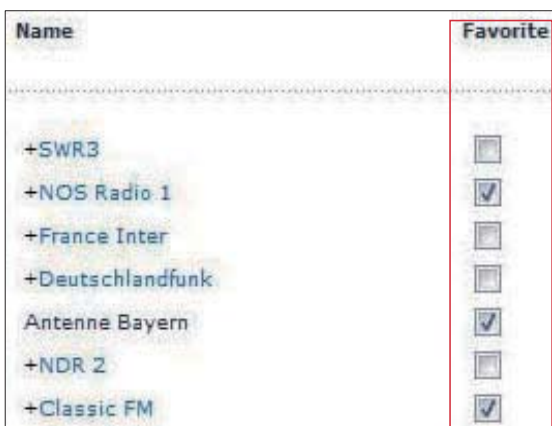 Name Favorite
+SWR3
+NOS Radio 1
+France Inter
+Deutschlandfunk
Antenne Bayern
+NDR 2
+Classic FM